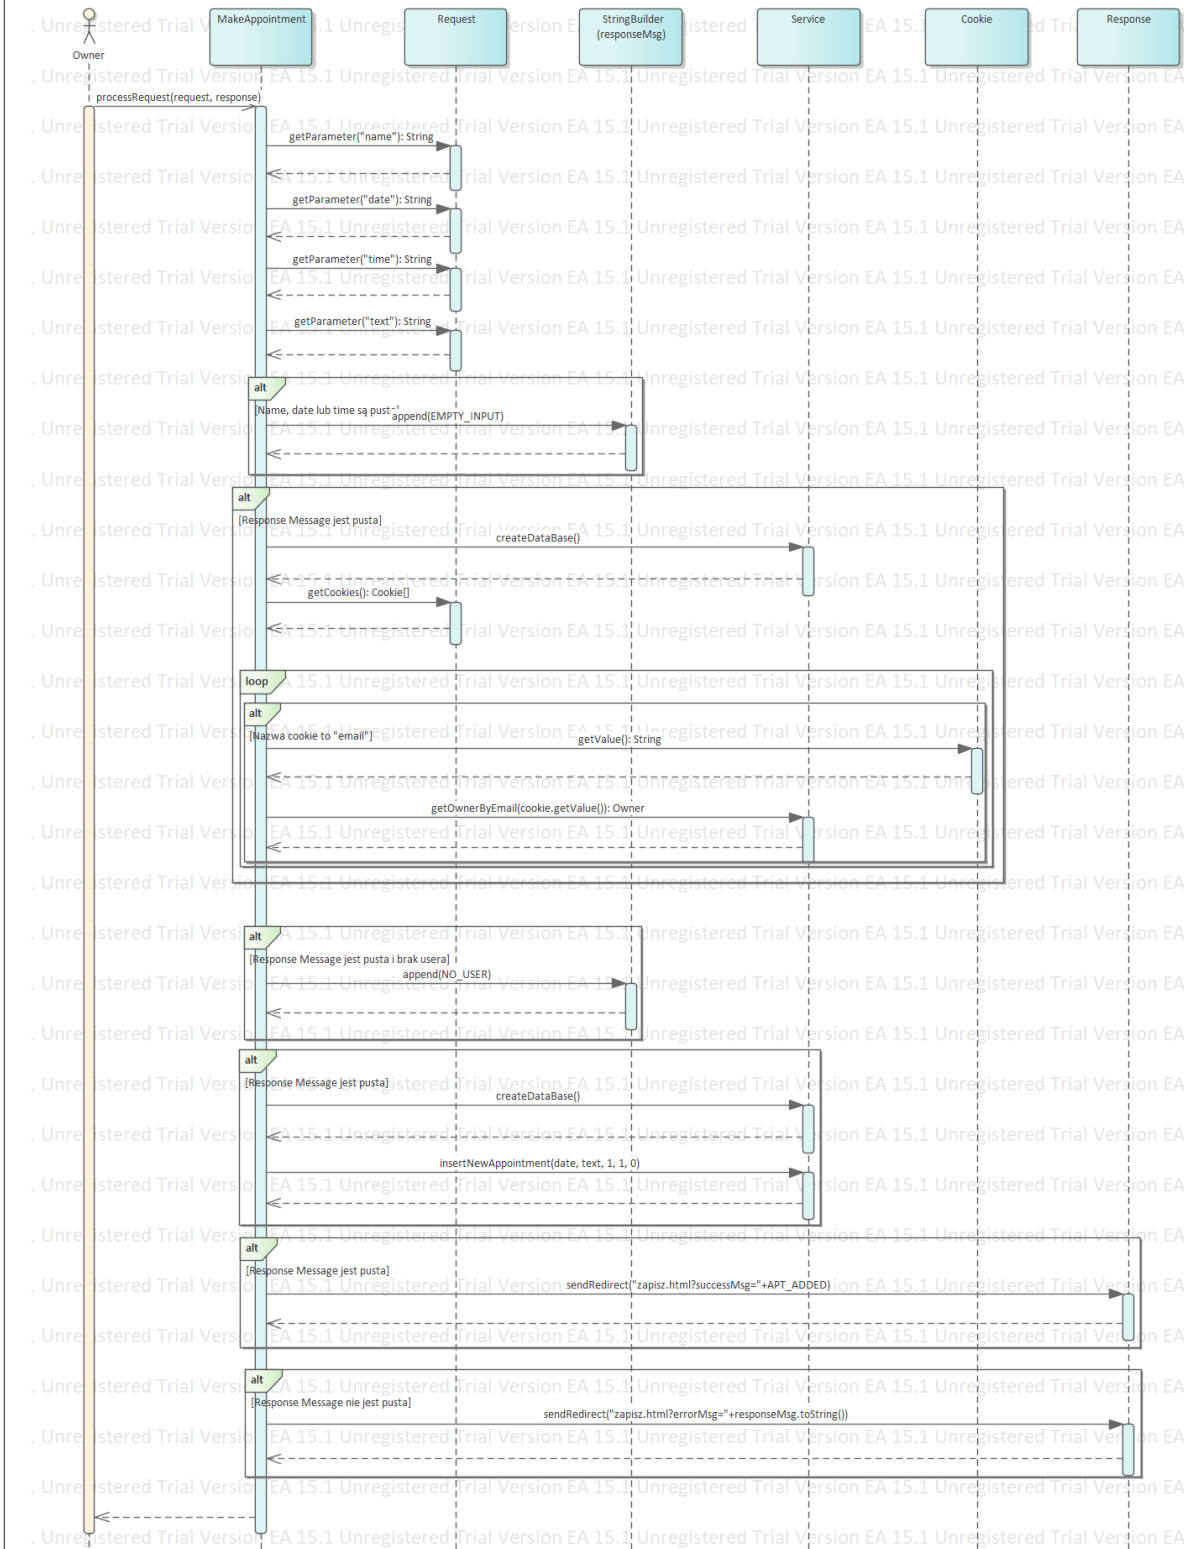 Owner
MakeAppointment
Request
StringBuilder
(responseMsg)
Service
Cookie
Response
processRequest(request, response)
getParameter("name"): String
getParameter("date"): String
getParameter("time"): String
getParameter("text"): String
alt
[Name, date lub time są
append(EMPTY_INPUT)
alt
[Response Message jest pusta]
createDataBase()
getCookies(): Cookie[]
loop
alt
[Nazwa cookie to "email"]
getValue(): String
getOwnerByEmail(cookie.getValue()): Owner
alt
[Response Message jest pusta i brak usera]
append(NO_USER)
alt
[Response Message jest pusta]
createDataBase()
insertNewAppointment(date, text, 1, 1, 0)
alt
[Response Message jest pusta]
sendRedirect("zapisz.html?successMsg="+APT_ADDED)
alt
[Response Message nie jest pusta]
sendRedirect("zapisz.html?errorMsg="+responseMsg.toString())
Unregistered Trial Version EA 15.1